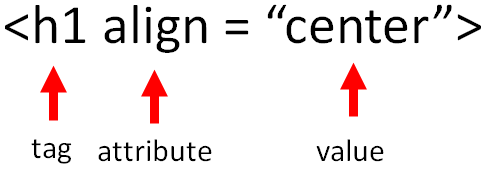 <h1 align = “center”>
tag attribute value